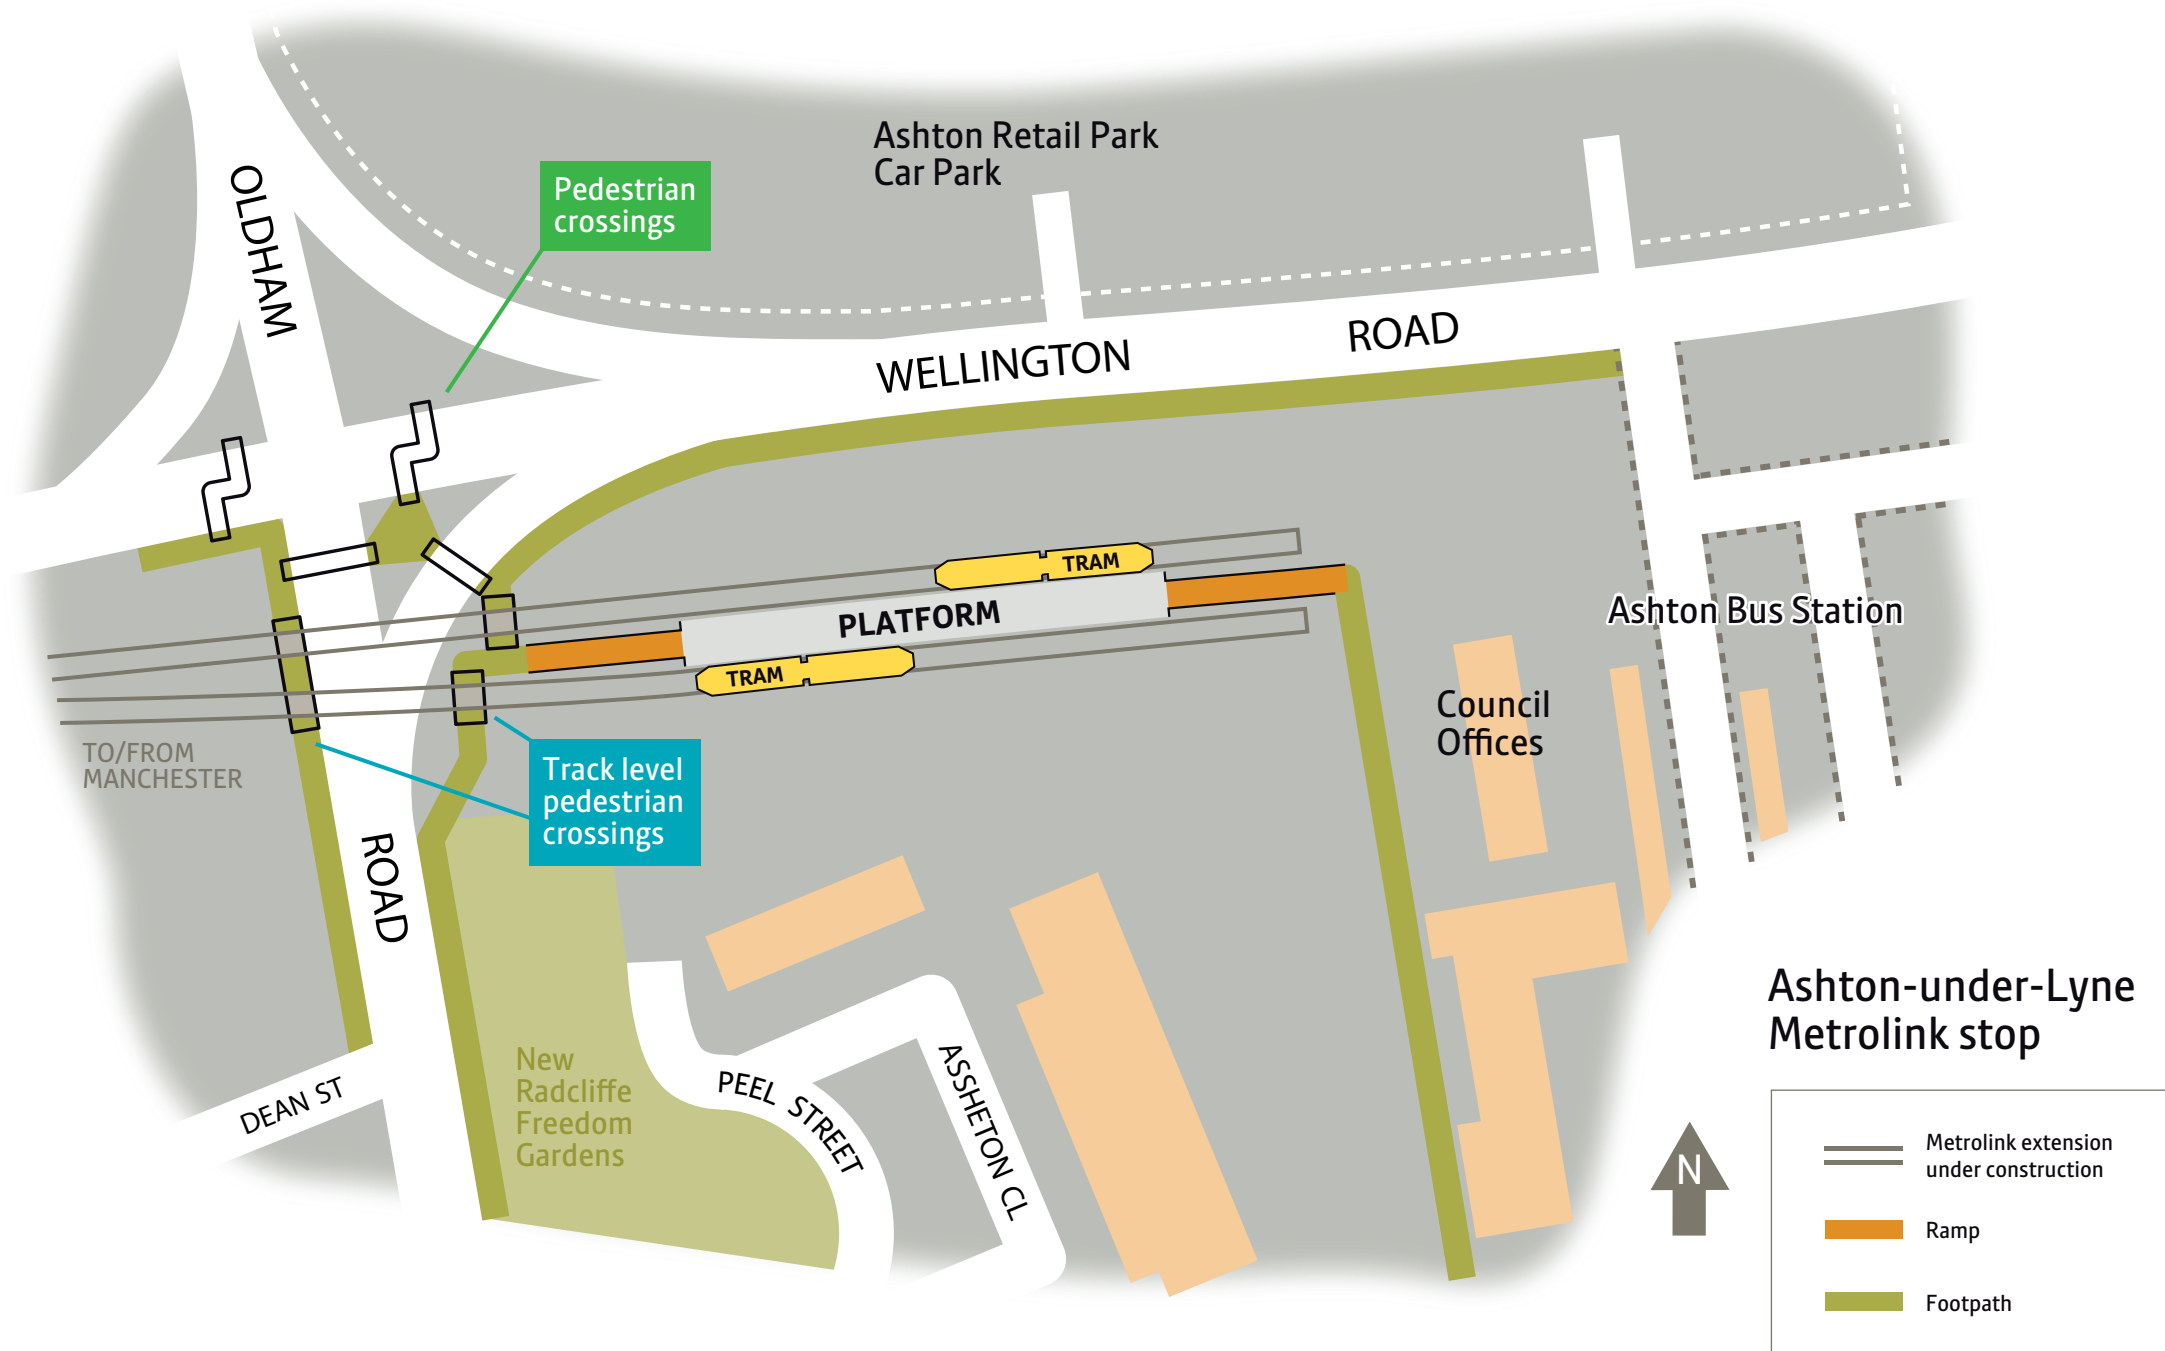 Ashton Retail Park
Car Park
Pedestrian
crossings
OLDHAM
WELLINGTON
ROAD
TRAM
PLATFORM
TRAM
Ashton Bus Station
Council
Offices
TO/FROM
MANCHESTER
Track level
pedestrian
crossings
ROAD
New
Radcliffe
Freedom
Gardens
DEAN ST
PEEL STREET
ASSHETON CL
Ashton-under-Lyne
Metrolink stop
N
Metrolink extension
under construction
Ramp
Footpath